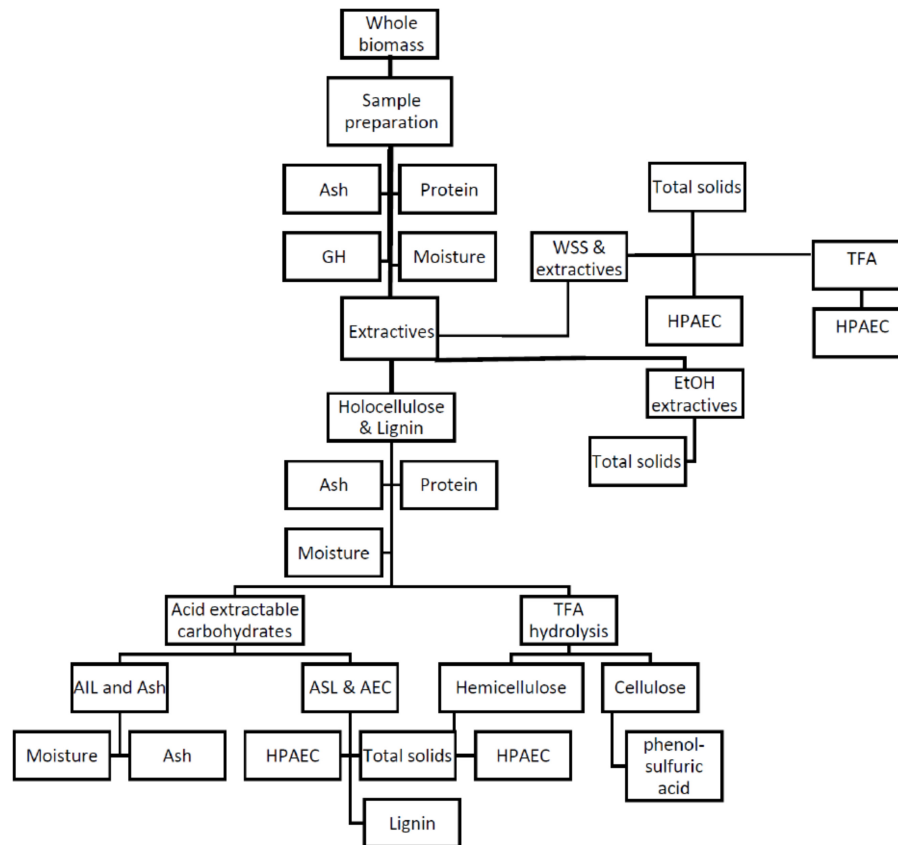 Whole
biomass
Sample
preparation
Ash
Protein
Total solids
GH
Moisture
WSS &
extractives
TFA
Extractives
HPAEC
HPAEC
EtOH
extractives
Holocellulose
& Lignin
Total solids
Ash
Protein
Moisture
Acid extractable
carbohydrates
TFA
hydrolysis
AIL and Ash
ASL & AEC
Hemicellulose
Cellulose
Moisture
Ash
HPAEC
Total solids
HPAEC
phenol-
sulfuric
acid
Lignin